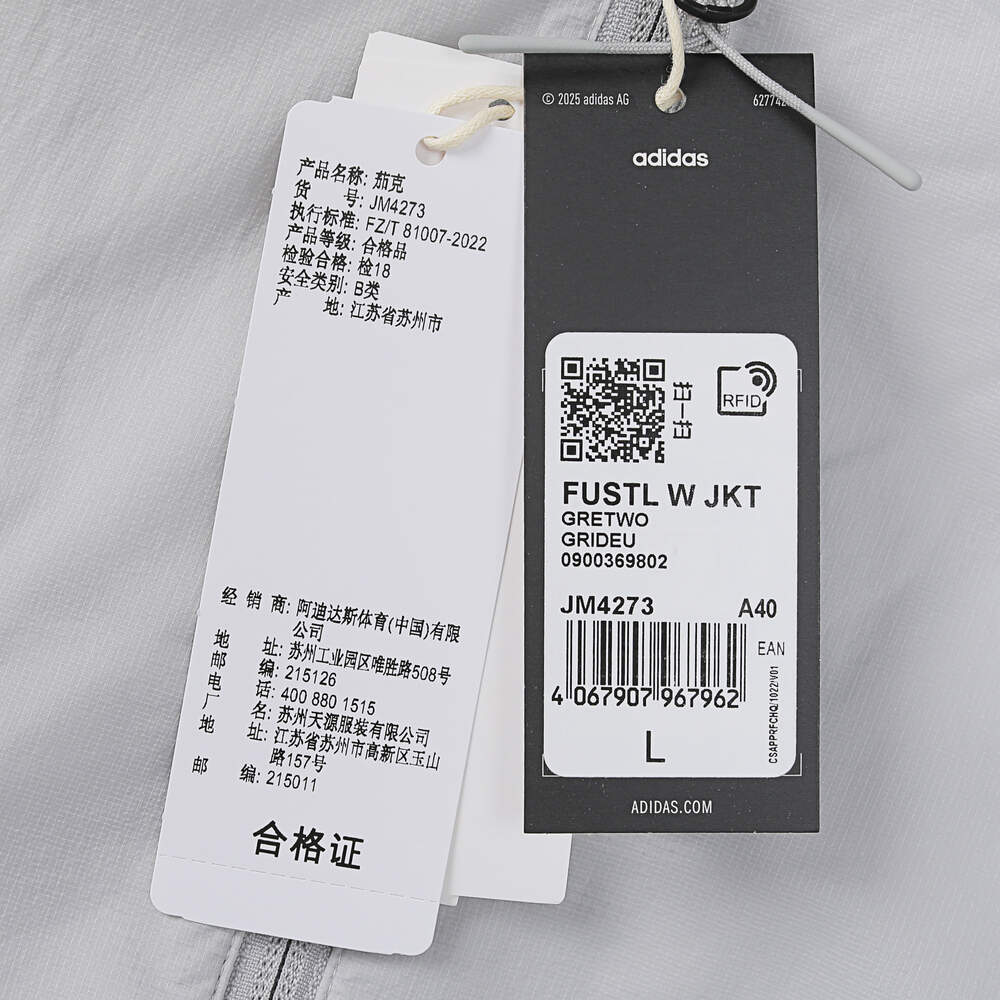 产品名称: 茄克
货 号: JM4273
执行标准: FZ/T 81007-2022
产品等级: 合格品
检验合格: 检18
安全类别: B类
产 地: 江苏省苏州市
经 销 商: 阿迪达斯体育(中国)有限
公司
地 址: 苏州工业园区唯胜路508号
邮 编: 215126
电 话: 400 880 1515
厂 名: 苏州天源服装有限公司
地 址: 江苏省苏州市高新区玉山
路157号
邮 编: 215011
合格证
© 2025 adidas AG
adidas
扫一扫
RFID
FUSTL W JKT
GRETWO
GRIDEU
0900369802
JM4273 A40
EAN
4 067907 967962
CSAPPRFCHQ/1022/V01
L
ADIDAS.COM